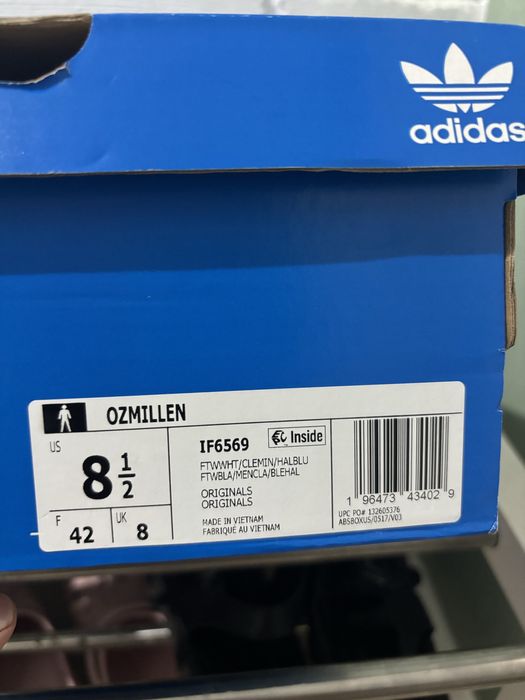 adidas
OZMILLEN
US
8 1/2
F
42
UK
8
IF6569
Inside
FTWWHT/CLEMIN/HALBLU
FTWBLA/MENCLA/BLEHAL
ORIGINALS
ORIGINALS
MADE IN VIETNAM
FABRIQUÉ AU VIETNAM
1 96473 43402 9
UPC PO# 132605376
ABSBOXUS/0517/V03